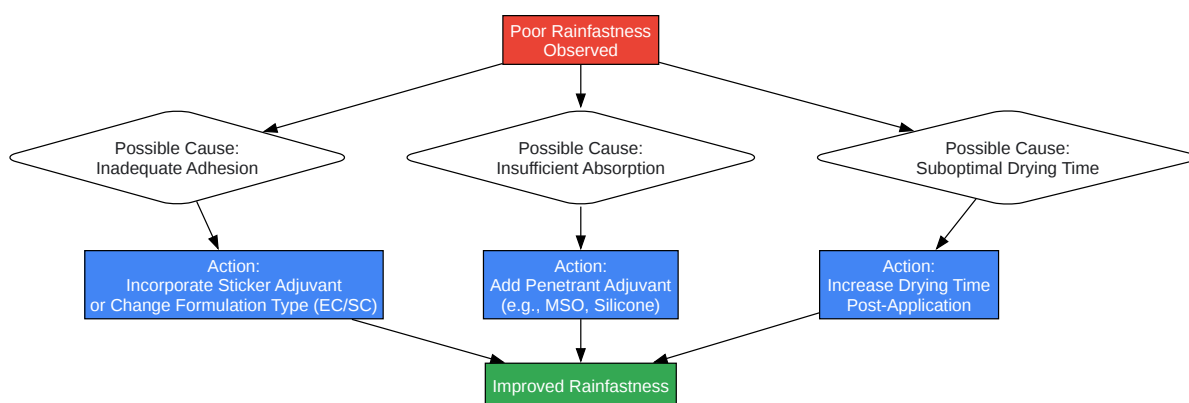 Poor Rainfastness
Observed
Possible Cause:
Inadequate Adhesion
Possible Cause:
Insufficient Absorption
Possible Cause:
Suboptimal Drying Time
Action:
Incorporate Sticker Adjuvant
or Change Formulation Type (EC/SC)
Action:
Add Penetrant Adjuvant
(e.g., MSO, Silicone)
Action:
Increase Drying Time
Post-Application
Improved Rainfastness